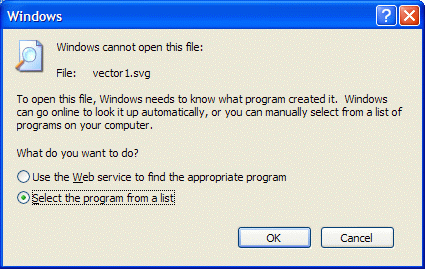 Windows
Windows cannot open this file:
File: vector1.svg
To open this file, Windows needs to know what program created it. Windows
can go online to look it up automatically, or you can manually select from a list of
programs on your computer.
What do you want to do?
Use the Web service to find the appropriate program
Select the program from a list
OK Cancel